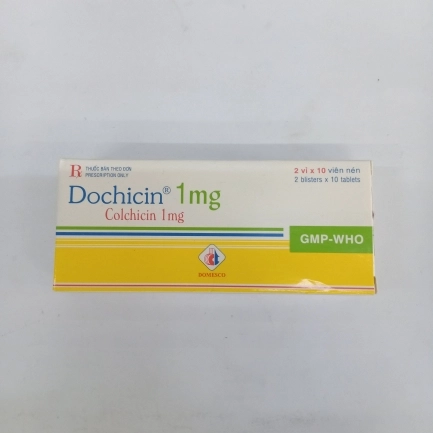 Rx THUỐC BÁN THEO ĐƠN
PRESCRIPTION ONLY
2 vỉ x 10 viên nén
2 blisters x 10 tablets
Dochicin® 1mg
Colchicin 1mg
GMP-WHO
DOMESCO